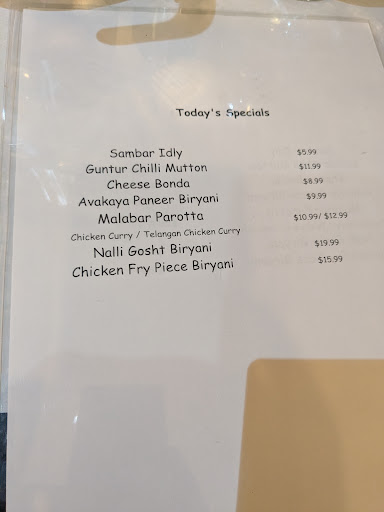 Today's Specials
Sambar Idly $5.99
Guntur Chilli Mutton $11.99
Cheese Bonda $8.99
Avakaya Paneer Biryani $9.99
Malabar Parotta $10.99/ $12.99
Chicken Curry / Telangan Chicken Curry
Nalli Gosht Biryani $19.99
Chicken Fry Piece Biryani $15.99